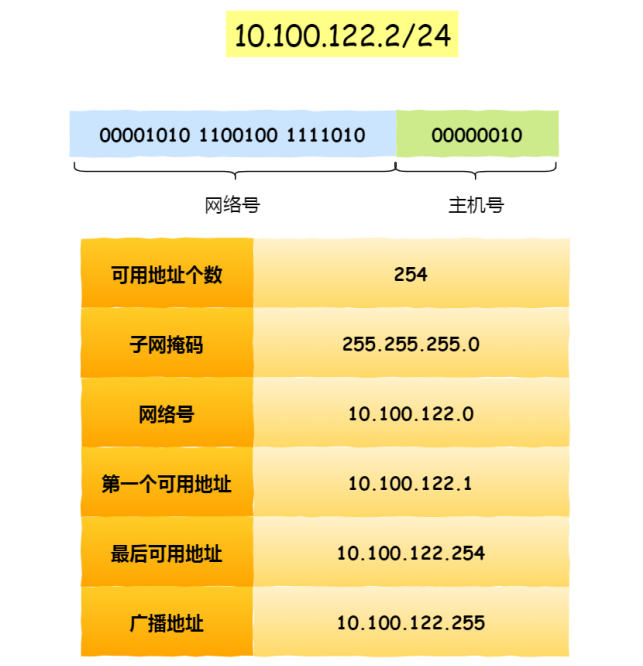 10.100.122.2/24
00001010 1100100 1111010 00000010
网络号 主机号
可用地址个数 254
子网掩码 255.255.255.0
网络号 10.100.122.0
第一个可用地址 10.100.122.1
最后可用地址 10.100.122.254
广播地址 10.100.122.255